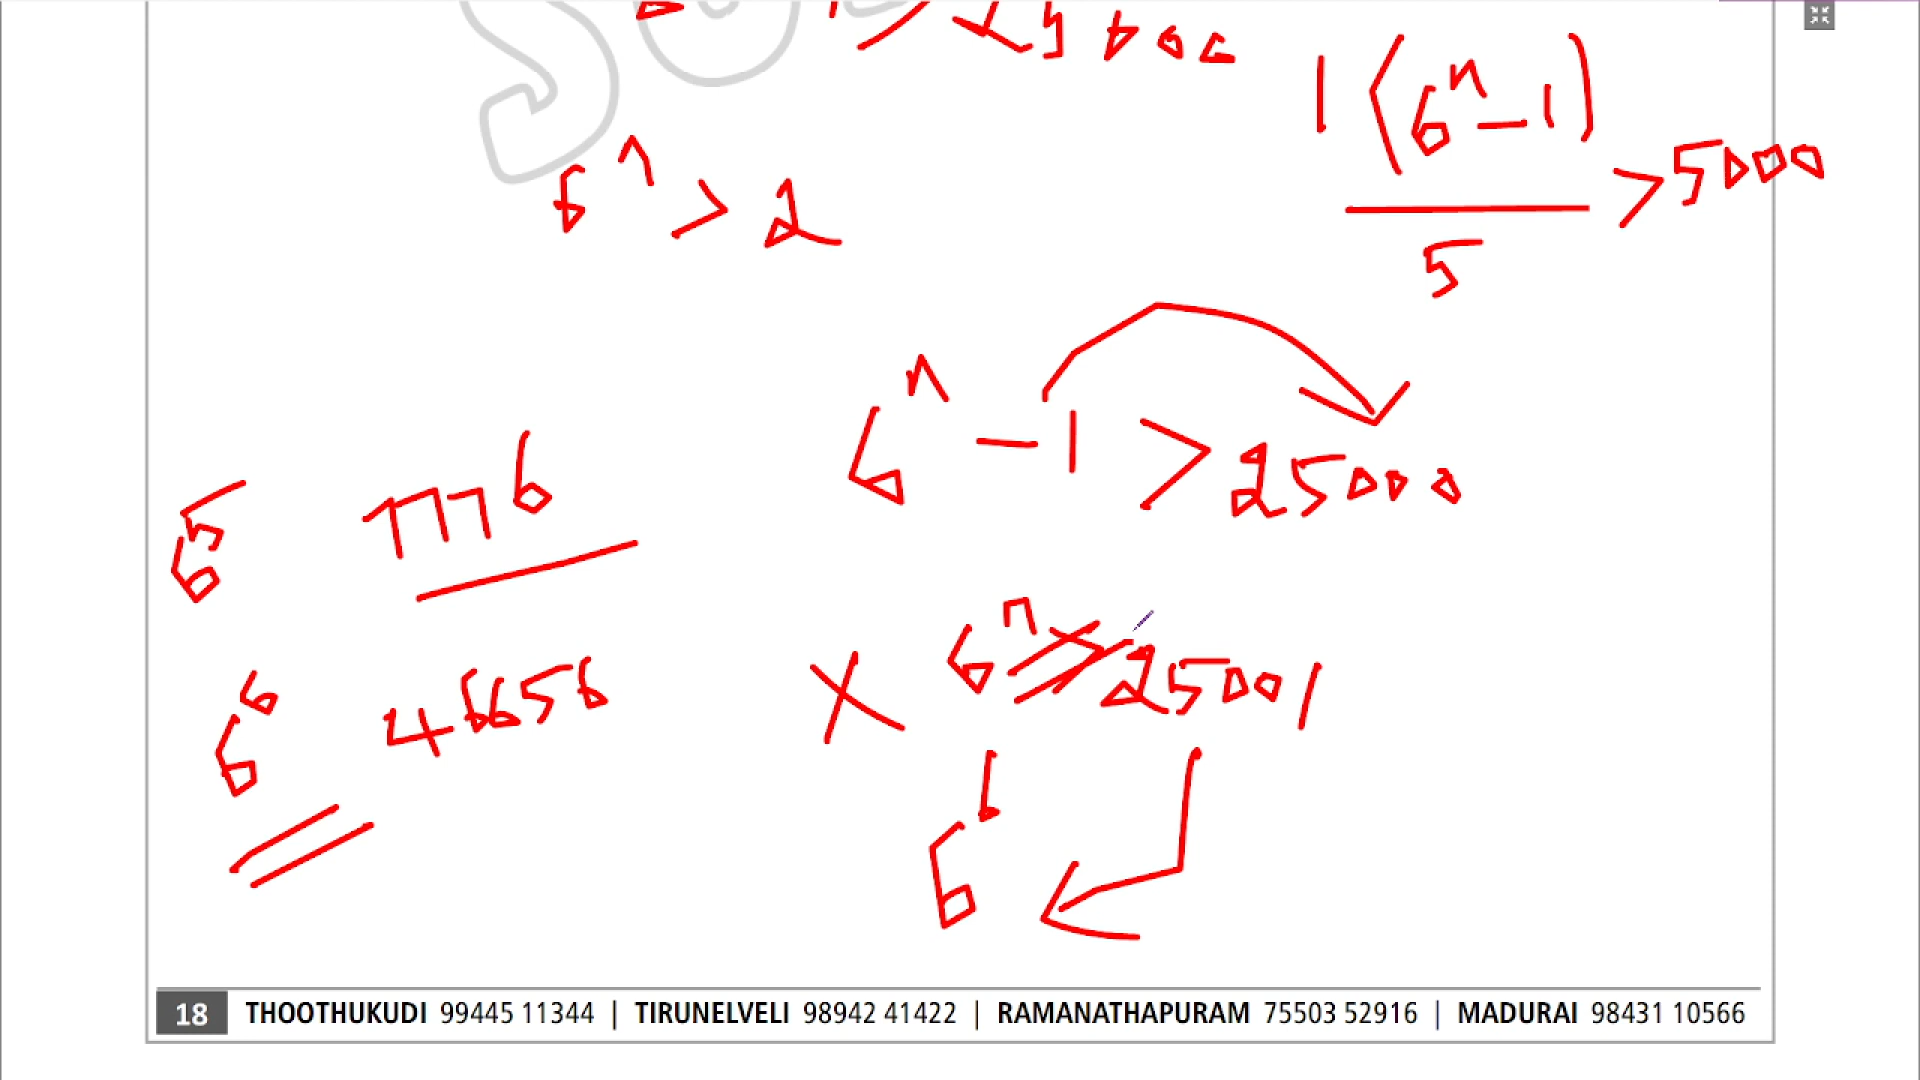 1(6^n - 1)
> 5000
5
6^n > 2
6^n - 1 > 25000
6^5 7776
6^n > 25001
6^6 46656
x
6^6
18 THOOTHUKUDI 99445 11344 | TIRUNELVELI 98942 41422 | RAMANATHAPURAM 75503 52916 | MADURAI 98431 10566